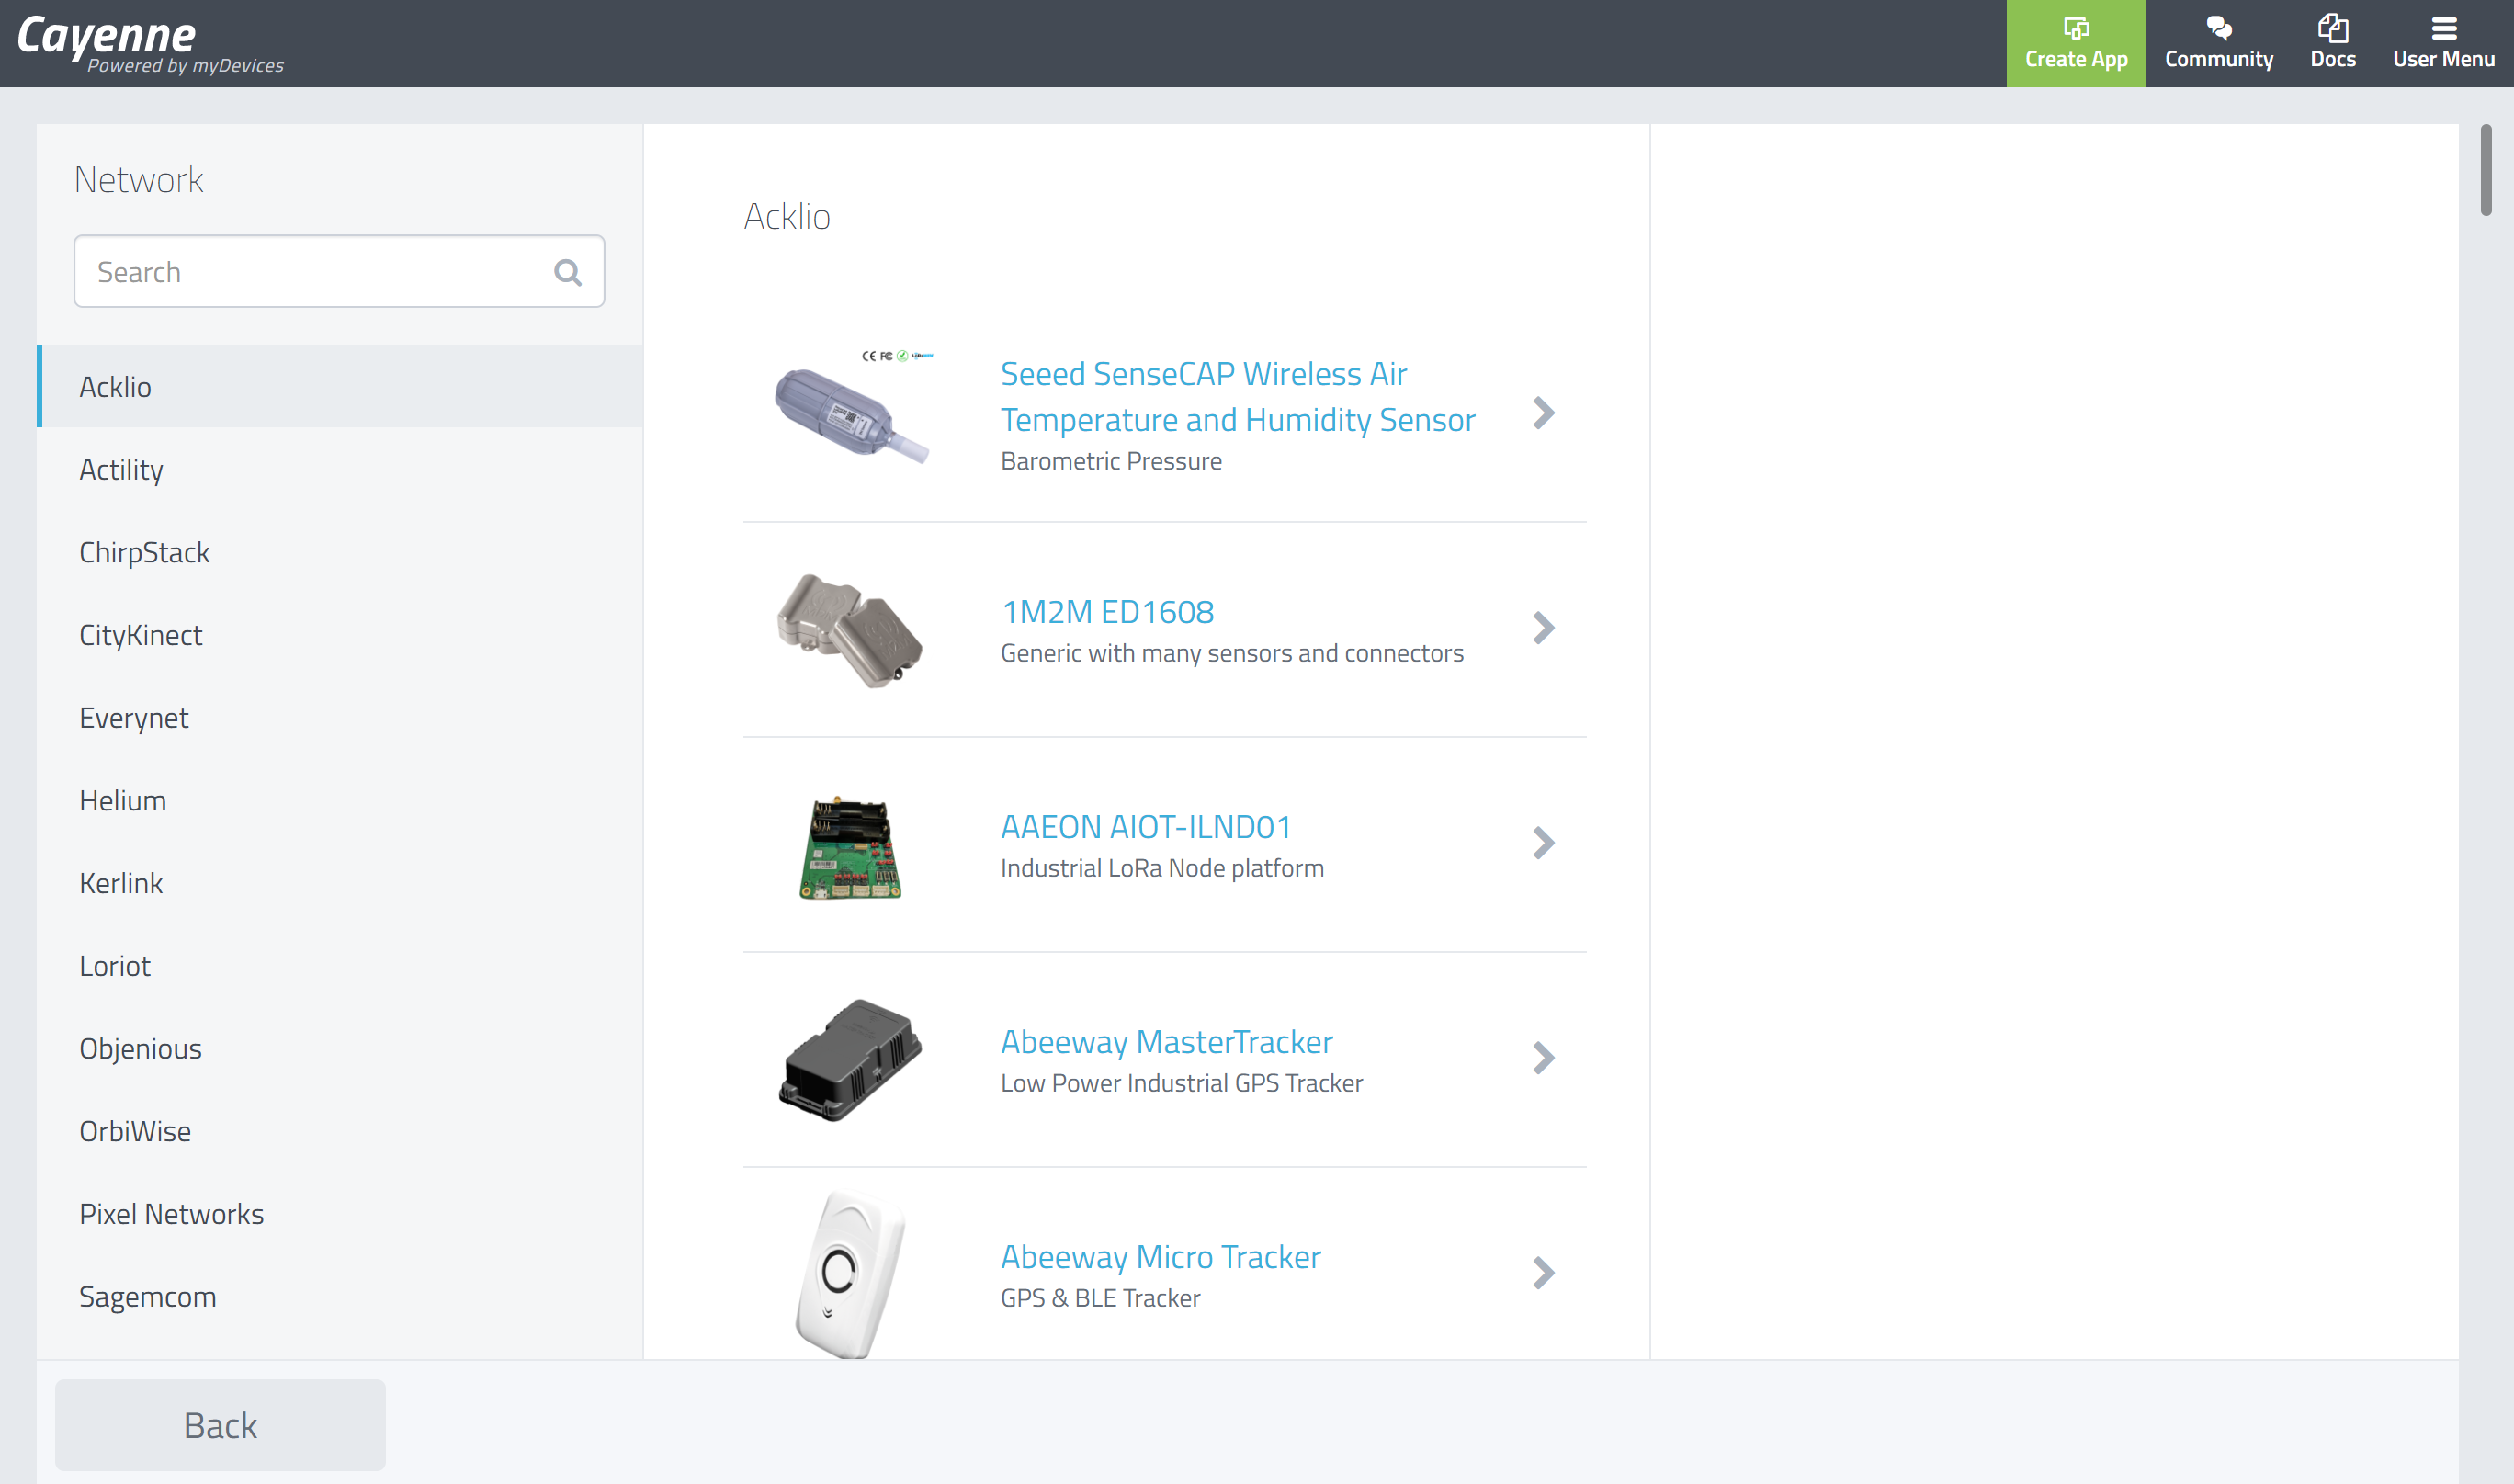 Cayenne
Powered by myDevices
Create App
Community
Docs
User Menu
Network
Search
Acklio
Actility
ChirpStack
CityKinect
Everynet
Helium
Kerlink
Loriot
Objenious
OrbiWise
Pixel Networks
Sagemcom
Back
Acklio
Seeed SenseCAP Wireless Air
Temperature and Humidity Sensor
Barometric Pressure
1M2M ED1608
Generic with many sensors and connectors
AAEON AIOT-ILND01
Industrial LoRa Node platform
Abeeway MasterTracker
Low Power Industrial GPS Tracker
Abeeway Micro Tracker
GPS & BLE Tracker